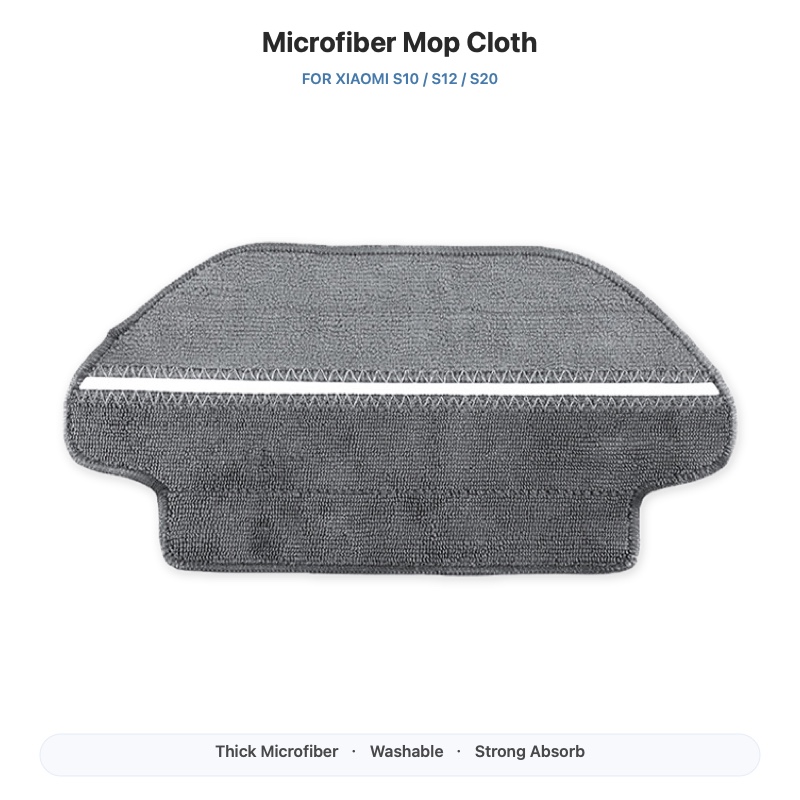 Microfiber Mop Cloth
FOR XIAOMI S10 / S12 / S20
Thick Microfiber · Washable · Strong Absorb